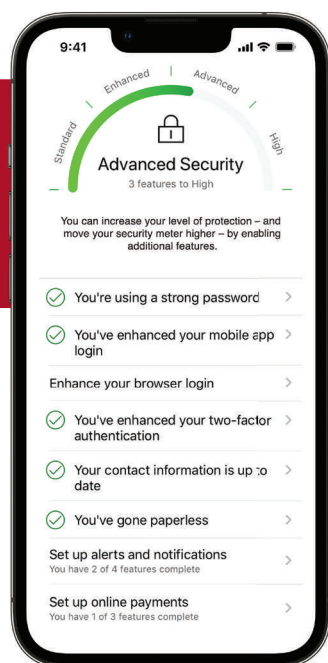 9:41
Standard
Enhanced
Advanced
High
Advanced Security
3 features to High
You can increase your level of protection – and
move your security meter higher – by enabling
additional features.
You're using a strong password
You've enhanced your mobile app
login
Enhance your browser login
You've enhanced your two-factor
authentication
Your contact information is up to
date
You've gone paperless
Set up alerts and notifications
You have 2 of 4 features complete
Set up online payments
You have 1 of 3 features complete